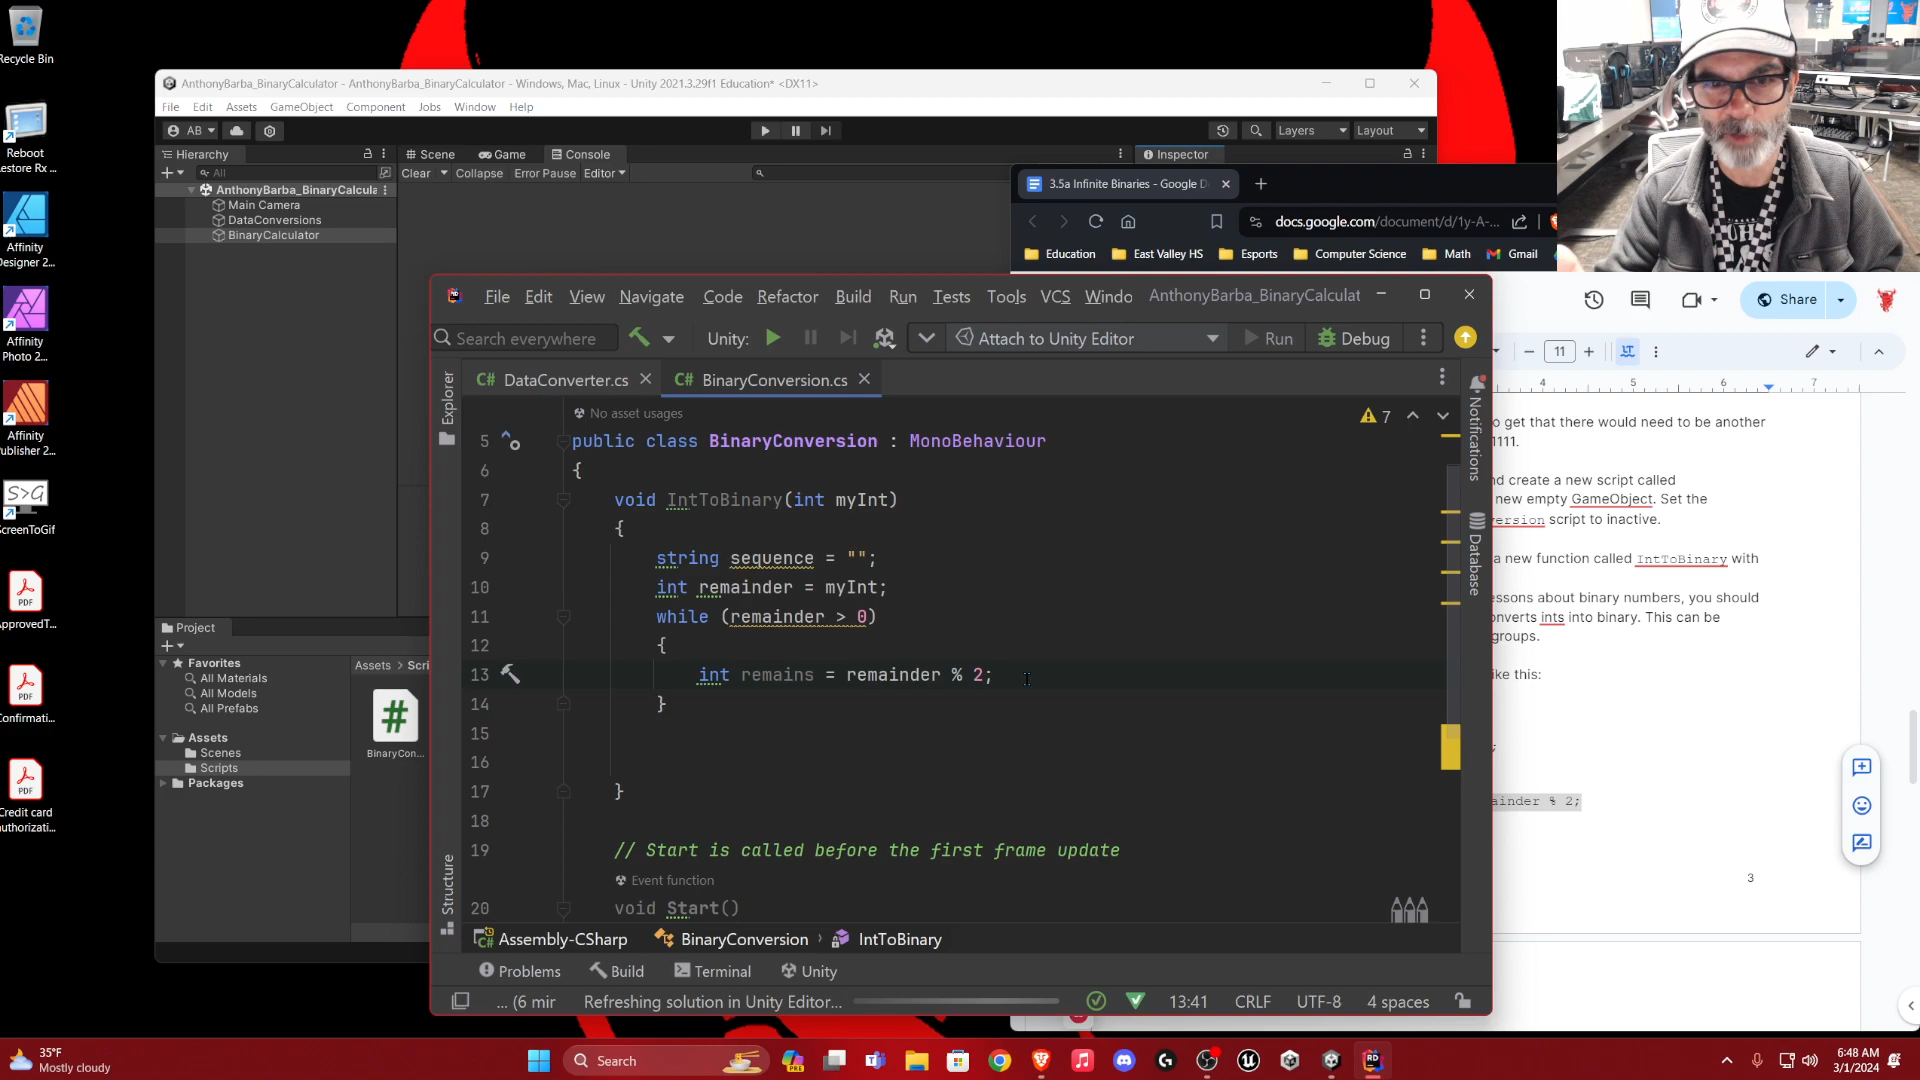 Recycle Bin
Reboot
Restore Rx ...
Affinity
Designer 2...
Affinity
Photo 2...
Affinity
Publisher 2...
S>G
ScreenToGif
PDF
ApprovedT...
PDF
Confirmati...
PDF
Credit card
authorizati...
AnthonyBarba_BinaryCalculator - AnthonyBarba_BinaryCalculator - Windows, Mac, Linux - Unity 2021.3.29f1 Education* <DX11>
File Edit Assets GameObject Component Jobs Window Help
AB
Layers
Layout
Hierarchy
Scene
Game
Console
Inspector
All
Clear
Collapse
Error Pause
Editor
AnthonyBarba_BinaryCalcula
Main Camera
DataConversions
BinaryCalculator
Project
Favorites
All Materials
All Models
All Prefabs
Assets
Scenes
Scripts
Packages
Assets > Scri
#
BinaryCon...
3.5a Infinite Binaries - Google D
docs.google.com/document/d/1y-A-...
Education
East Valley HS
Esports
Computer Science
Math
Gmail
Share
11
4 5 6 7
o get that there would need to be another
1111.
nd create a new script called
new empty GameObject. Set the
ersion script to inactive.
a new function called IntToBinary with
essons about binary numbers, you should
onverts ints into binary. This can be
groups.
ike this:
ainder % 2;
3
RD
File Edit View Navigate Code Refactor Build Run Tests Tools VCS Windo
AnthonyBarba_BinaryCalculat
Search everywhere
Unity:
Attach to Unity Editor
Run
Debug
C# DataConverter.cs
C# BinaryConversion.cs
Explorer
Structure
Notifications
Database
No asset usages
7
5 public class BinaryConversion : MonoBehaviour
6 {
7 void IntToBinary(int myInt)
8 {
9 string sequence = "";
10 int remainder = myInt;
11 while (remainder > 0)
12 {
13 int remains = remainder % 2;
14 }
15
16
17 }
18
19 // Start is called before the first frame update
Event function
20 void Start()
Assembly-CSharp
BinaryConversion
IntToBinary
Problems
Build
Terminal
Unity
... (6 mir
Refreshing solution in Unity Editor...
13:41
CRLF
UTF-8
4 spaces
35°F
Mostly cloudy
Search
PRE
RD
6:48 AM
3/1/2024